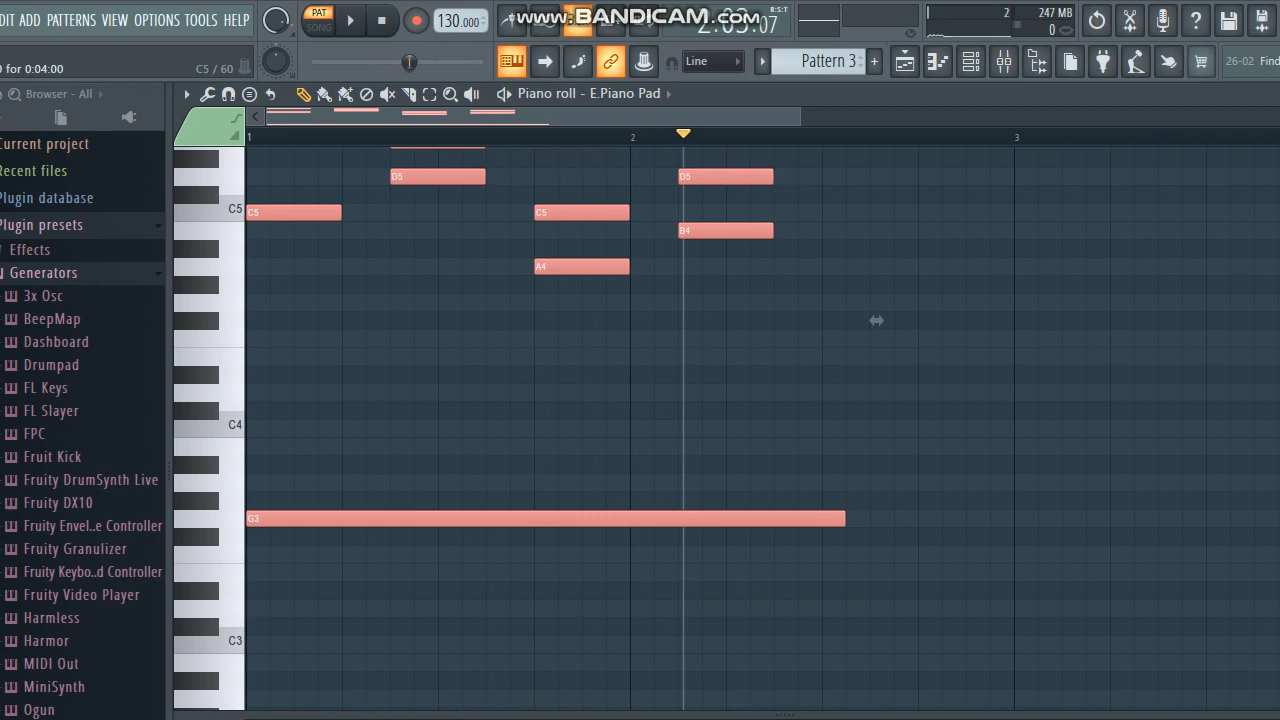 EDIT ADD PATTERNS VIEW OPTIONS TOOLS HELP
PAT
SONG
130.000
www.BANDICAM.com
B:S:T
2
247 MB
0
0 for 0:04:00
C5 / 60
Line
Pattern 3
+
26-02
Find
Browser - All
Piano roll - E.Piano Pad
1
2
3
Current project
Recent files
Plugin database
Plugin presets
Effects
Generators
3x Osc
BeepMap
Dashboard
Drumpad
FL Keys
FL Slayer
FPC
Fruit Kick
Fruity DrumSynth Live
Fruity DX10
Fruity Envel..e Controller
Fruity Granulizer
Fruity Keybo..d Controller
Fruity Video Player
Harmless
Harmor
MIDI Out
MiniSynth
Ogun
C5
C4
C3
D5
D5
C5
C5
B4
A4
G3